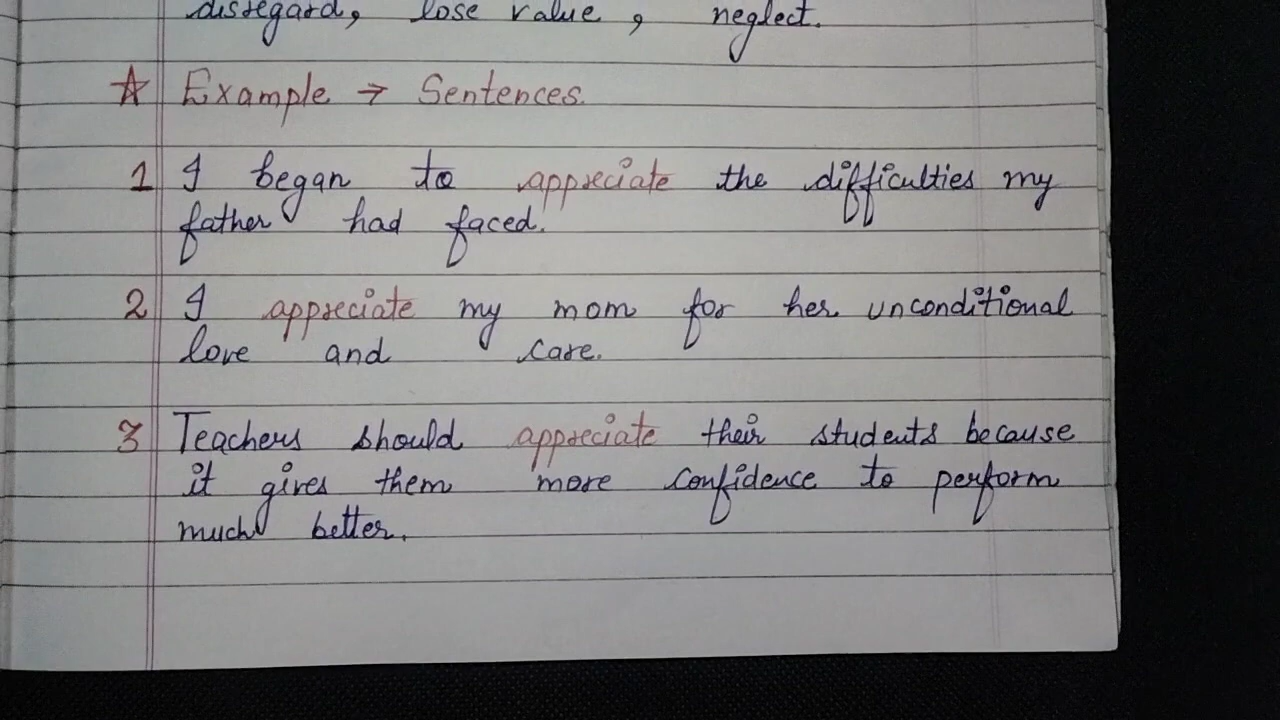 disregard, lose value, neglect.
☆ Example → Sentences.
1 I began to appreciate the difficulties my
father had faced.
2 I appreciate my mom for her unconditional
love and care.
3 Teachers should appreciate their students because
it gives them more confidence to perform
much better.